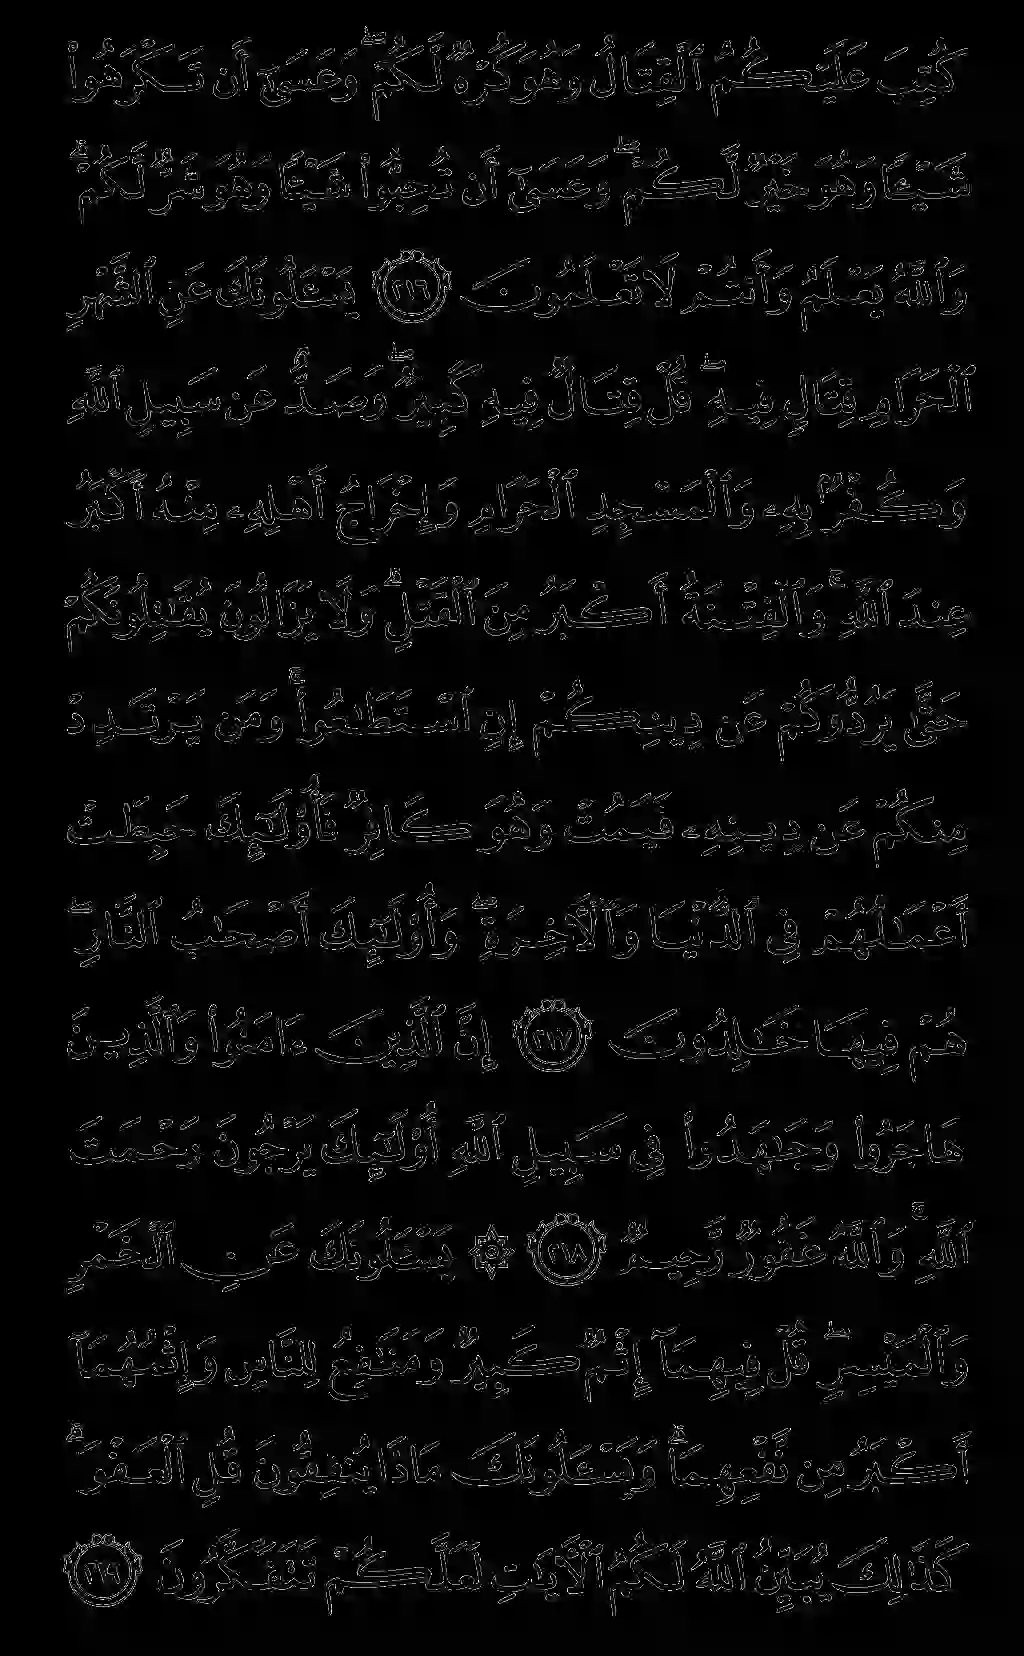 كُتِبَ عَلَيْكُمُ ٱلْقِتَالُ وَهُوَ كُرْهٌ لَّكُمْ ۖ وَعَسَىٰٓ أَن تَكْرَهُوا۟
شَيْـًٔا وَهُوَ خَيْرٌ لَّكُمْ ۖ وَعَسَىٰٓ أَن تُحِبُّوا۟ شَيْـًٔا وَهُوَ شَرٌّ لَّكُمْ ۗ
وَٱللَّهُ يَعْلَمُ وَأَنتُمْ لَا تَعْلَمُونَ ٢١٦ يَسْـَٔلُونَكَ عَنِ ٱلشَّهْرِ
ٱلْحَرَامِ قِتَالٍ فِيهِ ۖ قُلْ قِتَالٌ فِيهِ كَبِيرٌ ۖ وَصَدٌّ عَن سَبِيلِ ٱللَّهِ
وَكُفْرٌۢ بِهِۦ وَٱلْمَسْجِدِ ٱلْحَرَامِ وَإِخْرَاجُ أَهْلِهِۦ مِنْهُ أَكْبَرُ
عِندَ ٱللَّهِ ۚ وَٱلْفِتْنَةُ أَكْبَرُ مِنَ ٱلْقَتْلِ ۗ وَلَا يَزَالُونَ يُقَـٰتِلُونَكُمْ
حَتَّىٰ يَرُدُّوكُمْ عَن دِينِكُمْ إِنِ ٱسْتَطَـٰعُوا۟ ۚ وَمَن يَرْتَدِدْ
مِنكُمْ عَن دِينِهِۦ فَيَمُتْ وَهُوَ كَافِرٌ فَأُو۟لَـٰٓئِكَ حَبِطَتْ
أَعْمَـٰلُهُمْ فِى ٱلدُّنْيَا وَٱلْـَٔاخِرَةِ ۖ وَأُو۟لَـٰٓئِكَ أَصْحَـٰبُ ٱلنَّارِ ۖ
هُمْ فِيهَا خَـٰلِدُونَ ٢١٧ إِنَّ ٱلَّذِينَ ءَامَنُوا۟ وَٱلَّذِينَ
هَاجَرُوا۟ وَجَـٰهَدُوا۟ فِى سَبِيلِ ٱللَّهِ أُو۟لَـٰٓئِكَ يَرْجُونَ رَحْمَتَ
ٱللَّهِ ۚ وَٱللَّهُ غَفُورٌ رَّحِيمٌ ٢١٨ ۞ يَسْـَٔلُونَكَ عَنِ ٱلْخَمْرِ
وَٱلْمَيْسِرِ ۖ قُلْ فِيهِمَآ إِثْمٌ كَبِيرٌ وَمَنَـٰفِعُ لِلنَّاسِ وَإِثْمُهُمَآ
أَكْبَرُ مِن نَّفْعِهِمَا ۗ وَيَسْـَٔلُونَكَ مَاذَا يُنفِقُونَ قُلِ ٱلْعَفْوَ ۗ
كَذَٰلِكَ يُبَيِّنُ ٱللَّهُ لَكُمُ ٱلْـَٔايَـٰتِ لَعَلَّكُمْ تَتَفَكَّرُونَ ٢١٩